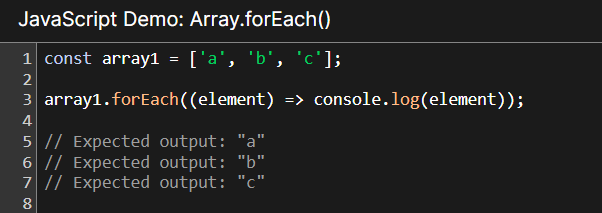 JavaScript Demo: Array.forEach()
1 const array1 = ['a', 'b', 'c'];
2
3 array1.forEach((element) => console.log(element));
4
5 // Expected output: "a"
6 // Expected output: "b"
7 // Expected output: "c"
8